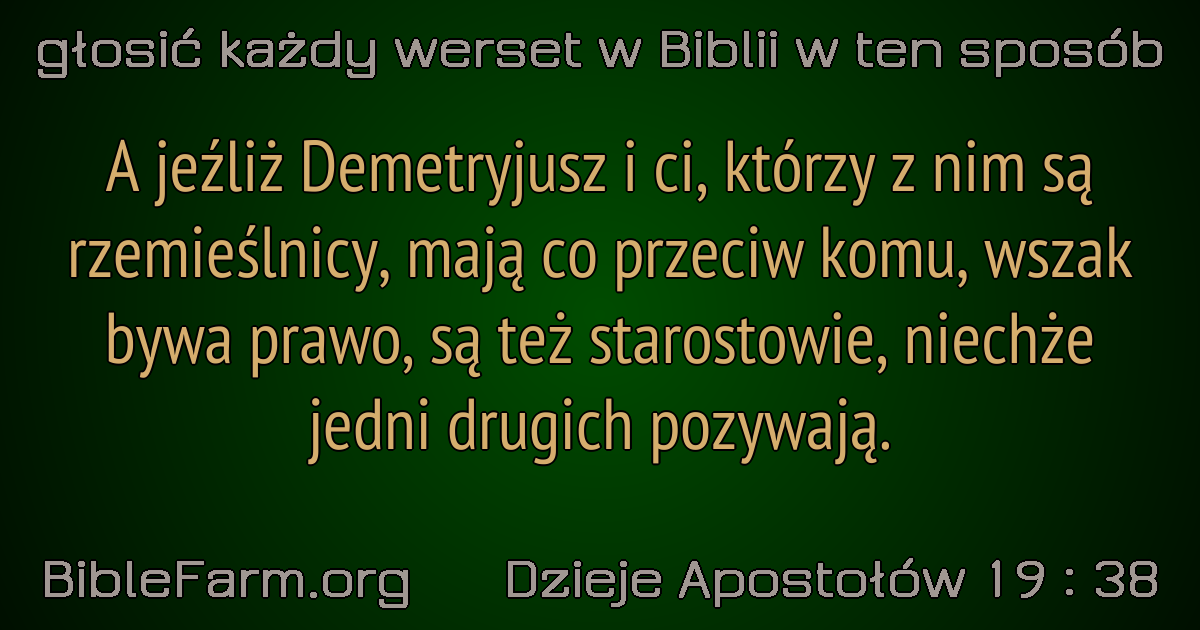 głosić każdy werset w Biblii w ten sposób
A jeźliż Demetryjusz i ci, którzy z nim są
rzemieślnicy, mają co przeciw komu, wszak
bywa prawo, są też starostowie, niechże
jedni drugich pozywają.
BibleFarm.org
Dzieje Apostołów 19 : 38